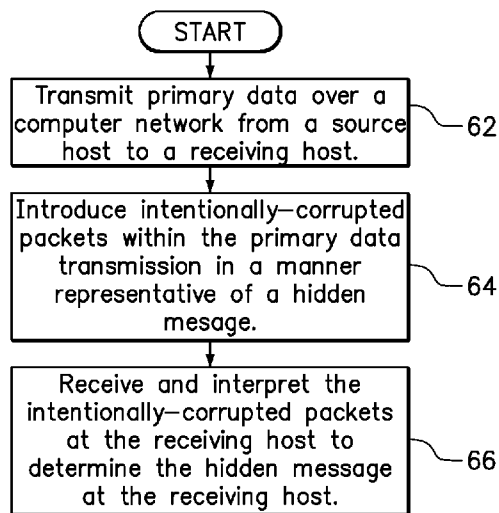 START
Transmit primary data over a
computer network from a source
host to a receiving host.
62
Introduce intentionally-corrupted
packets within the primary data
transmission in a manner
representative of a hidden
mesage.
64
Receive and interpret the
intentionally-corrupted packets
at the receiving host to
determine the hidden message
at the receiving host.
66